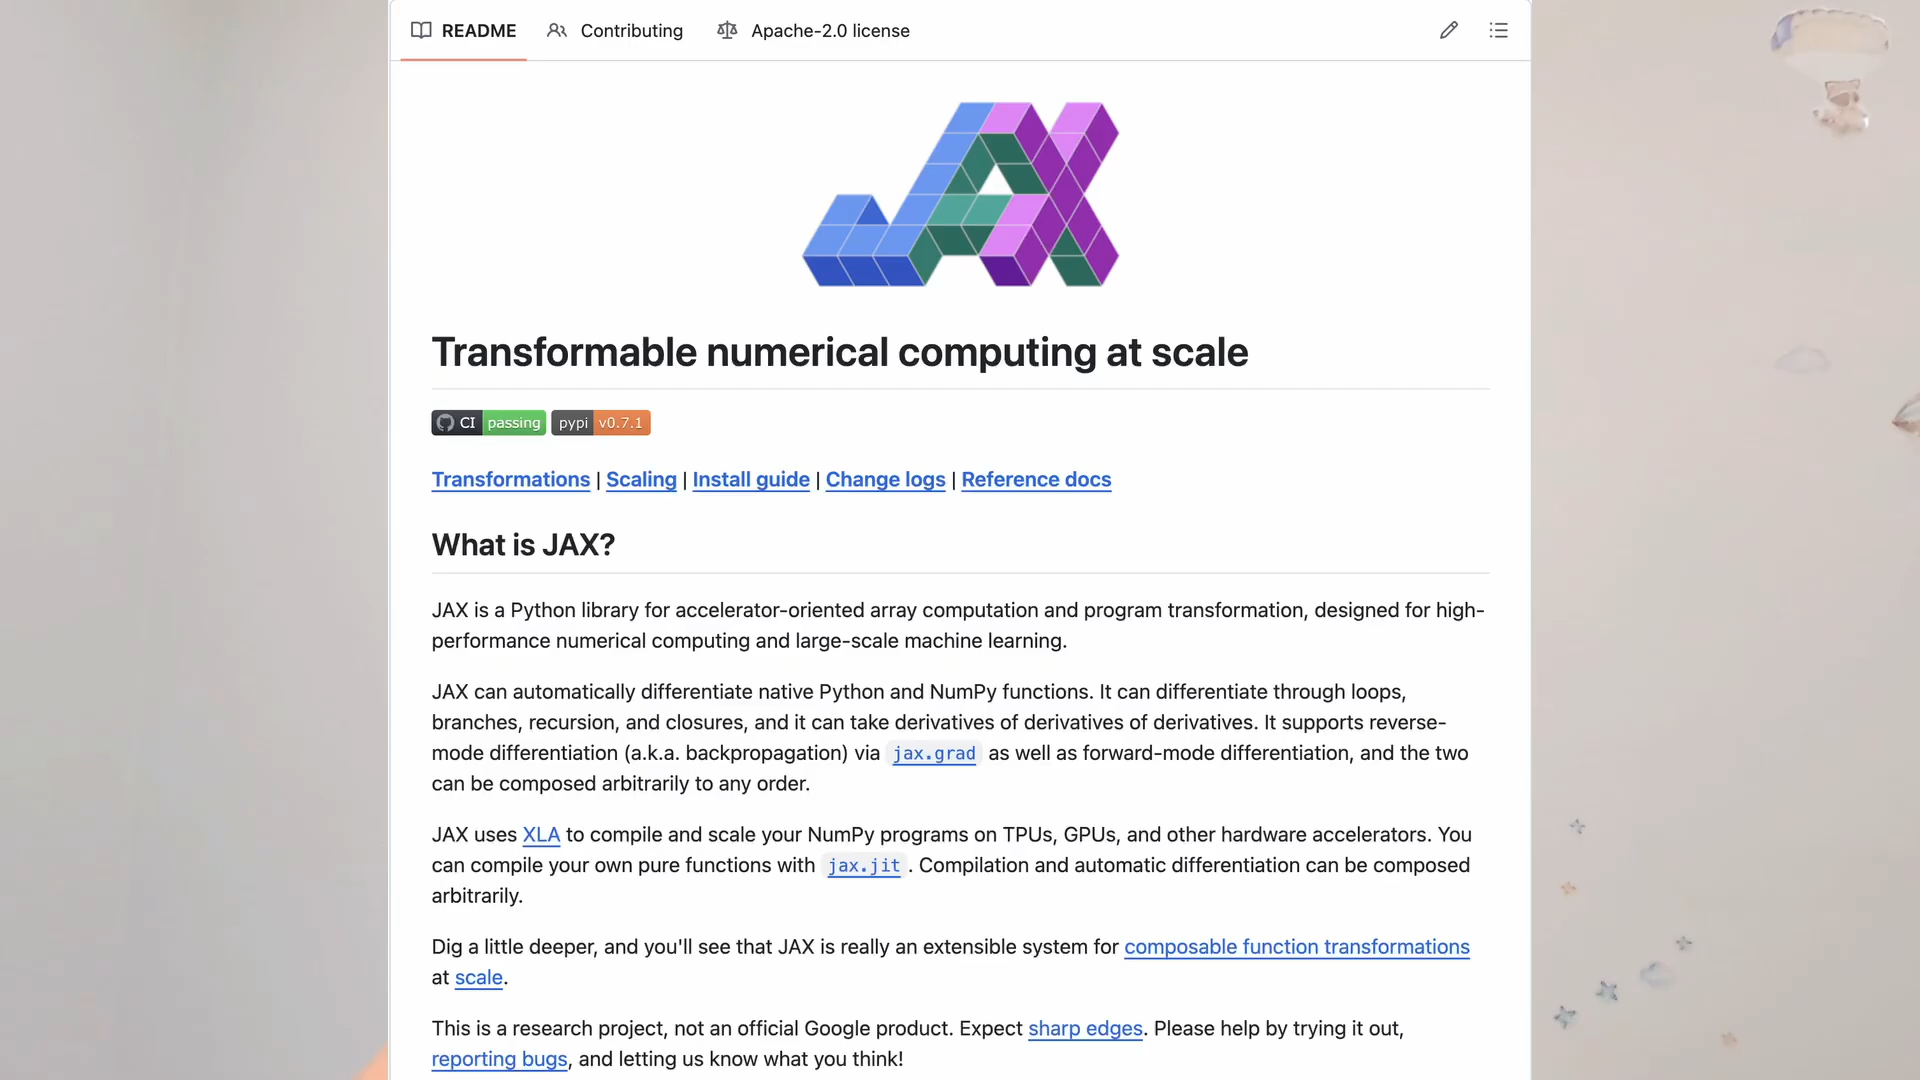 README Contributing Apache-2.0 license
JAX
Transformable numerical computing at scale
CI passing pypi v0.7.1
Transformations | Scaling | Install guide | Change logs | Reference docs
What is JAX?
JAX is a Python library for accelerator-oriented array computation and program transformation, designed for high-
performance numerical computing and large-scale machine learning.
JAX can automatically differentiate native Python and NumPy functions. It can differentiate through loops,
branches, recursion, and closures, and it can take derivatives of derivatives of derivatives. It supports reverse-
mode differentiation (a.k.a. backpropagation) via jax.grad as well as forward-mode differentiation, and the two
can be composed arbitrarily to any order.
JAX uses XLA to compile and scale your NumPy programs on TPUs, GPUs, and other hardware accelerators. You
can compile your own pure functions with jax.jit. Compilation and automatic differentiation can be composed
arbitrarily.
Dig a little deeper, and you'll see that JAX is really an extensible system for composable function transformations
at scale.
This is a research project, not an official Google product. Expect sharp edges. Please help by trying it out,
reporting bugs, and letting us know what you think!